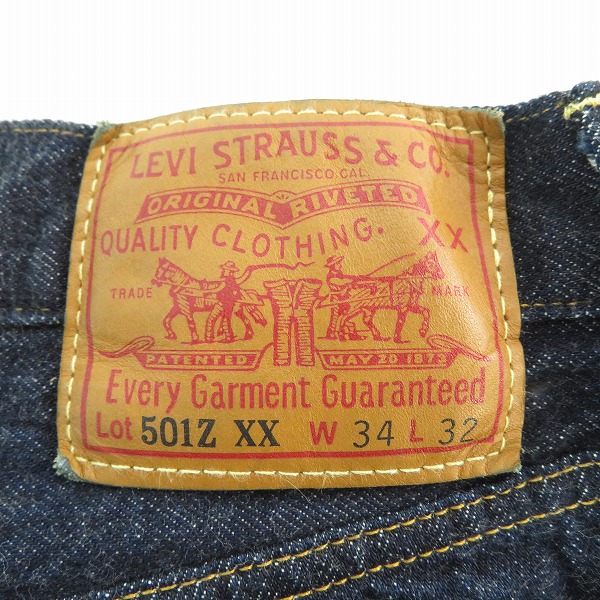 LEVI STRAUSS & CO.
SAN FRANCISCO.CAL.
ORIGINAL RIVETED
QUALITY CLOTHING. XX
TRADE MARK
PATENTED MAY 20 1873
Every Garment Guaranteed
Lot 501Z XX W 34 L 32